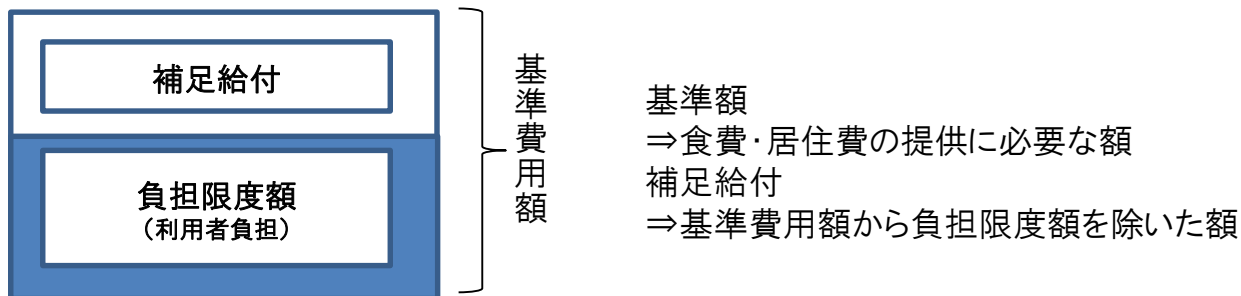 補足給付
負担限度額
（利用者負担）
基準費用額
基準額
⇒食費・居住費の提供に必要な額
補足給付
⇒基準費用額から負担限度額を除いた額